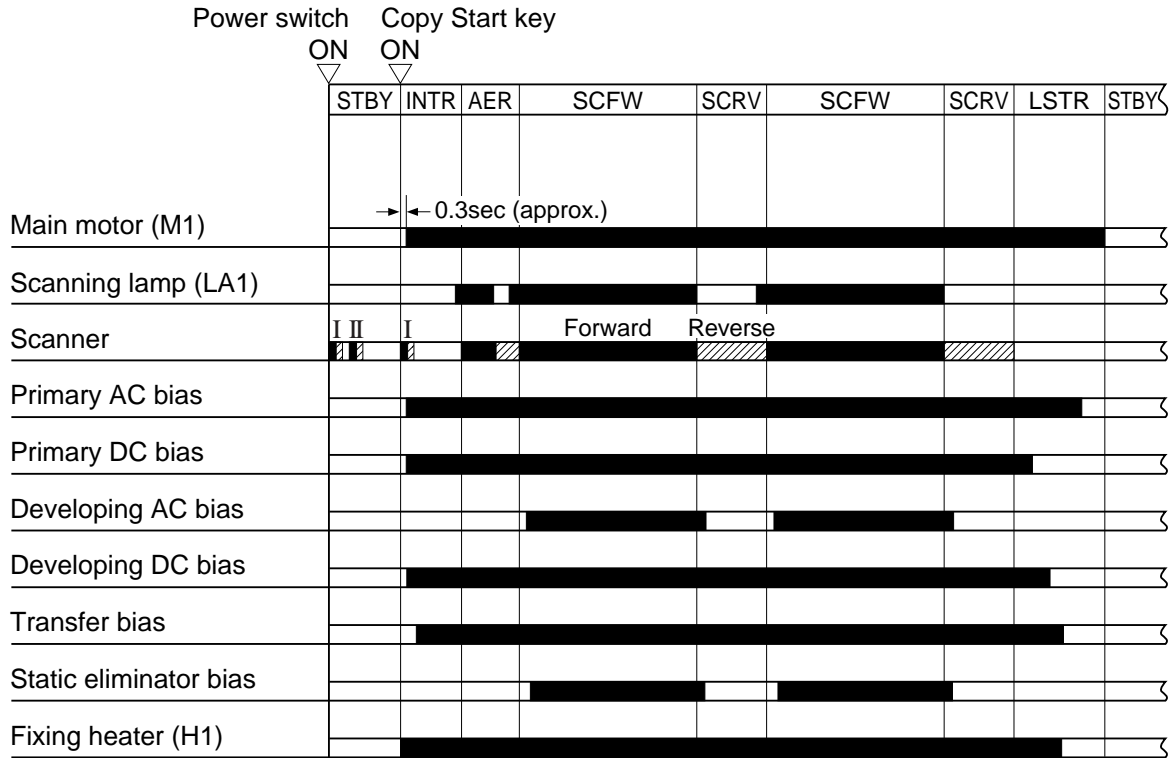 Power switch Copy Start key
ON ON
STBY INTR AER SCFW SCRV SCFW SCRV LSTR STBY
0.3sec (approx.)
Main motor (M1)
Scanning lamp (LA1)
Scanner I II I Forward Reverse
Primary AC bias
Primary DC bias
Developing AC bias
Developing DC bias
Transfer bias
Static eliminator bias
Fixing heater (H1)